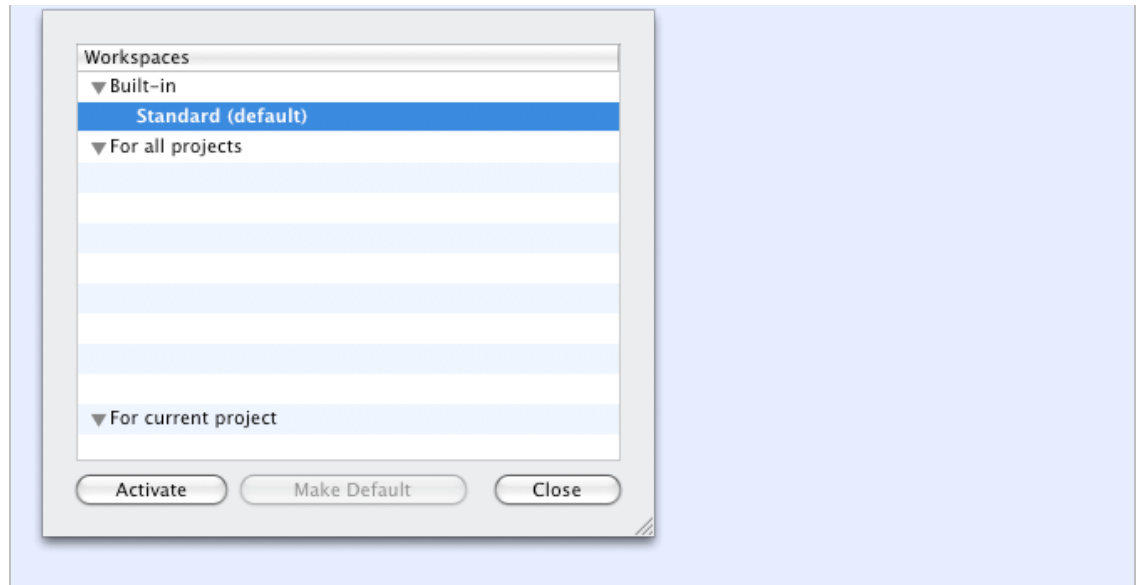 Workspaces
Built-in
Standard (default)
For all projects
For current project
Activate
Make Default
Close